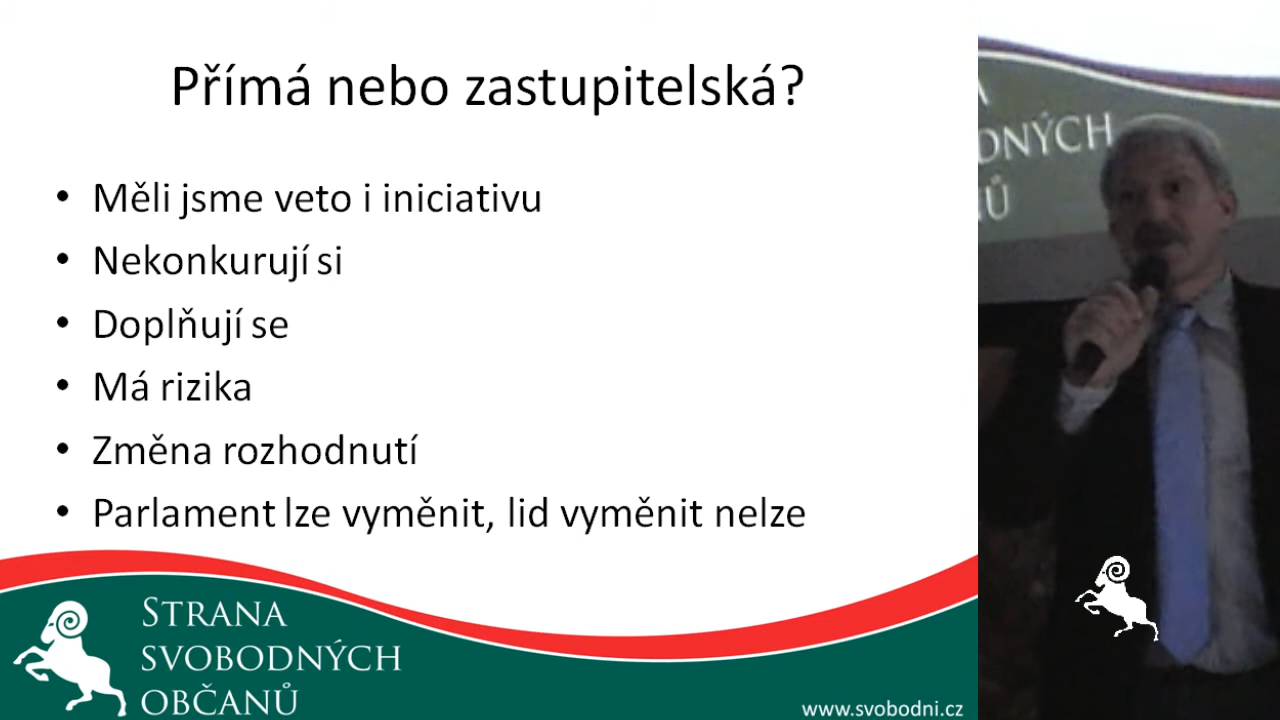 Přímá nebo zastupitelská?
• Měli jsme veto i iniciativu
• Nekonkurují si
• Doplňují se
• Má rizika
• Změna rozhodnutí
• Parlament lze vyměnit, lid vyměnit nelze
STRANA
SVOBODNÝCH
OBČANŮ
www.svobodni.cz